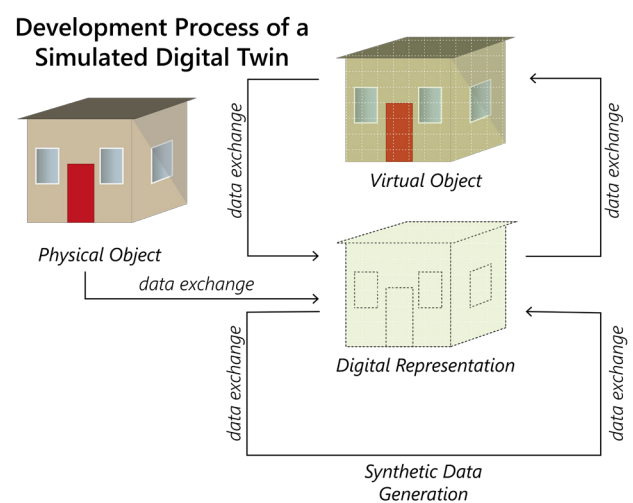 Development Process of a
Simulated Digital Twin
data exchange
data exchange
Virtual Object
Physical Object
data exchange
Digital Representation
data exchange
data exchange
Synthetic Data
Generation